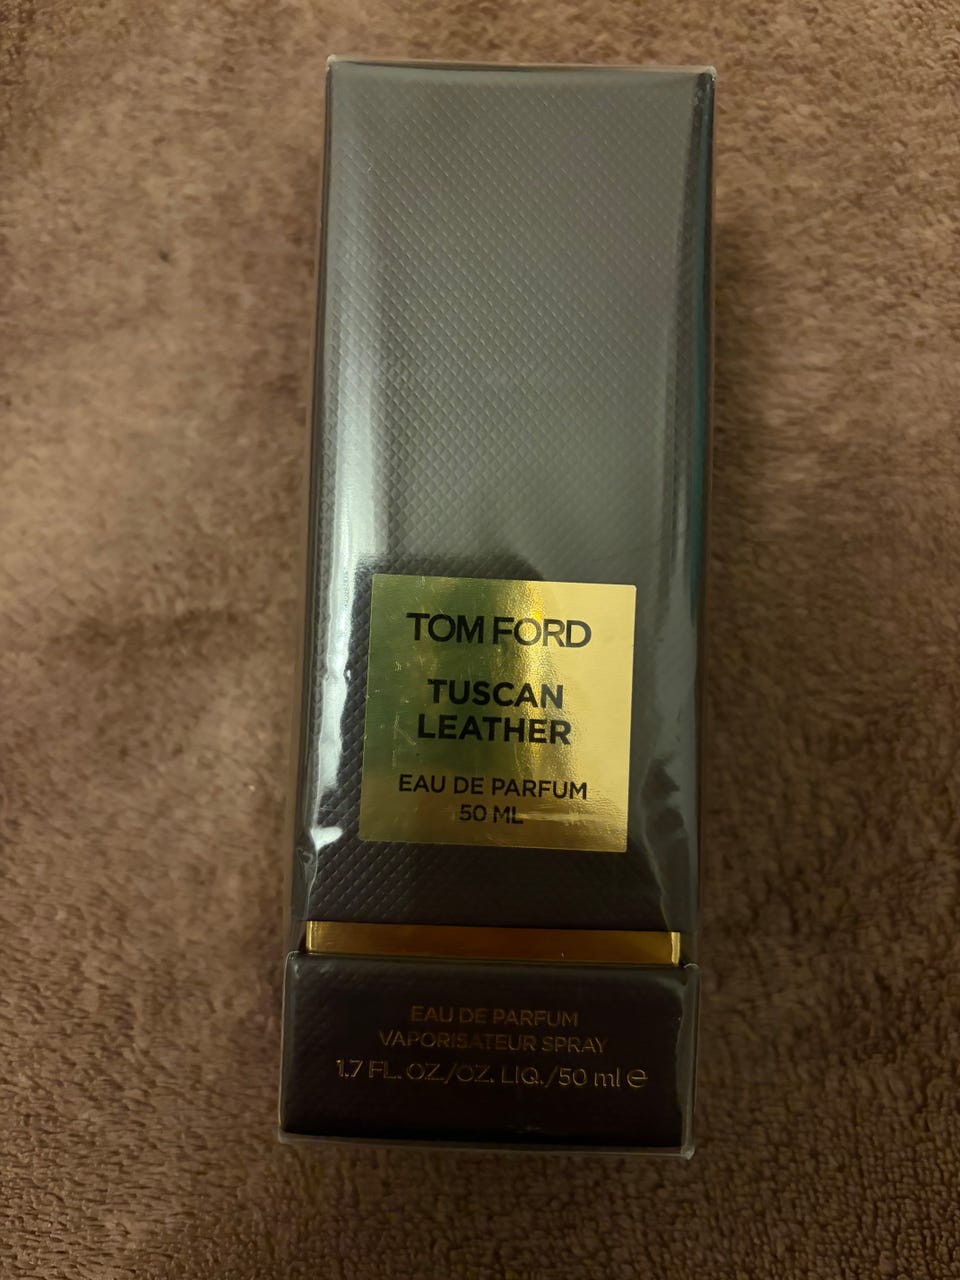 TOM FORD
TUSCAN
LEATHER
EAU DE PARFUM
50 ML
EAU DE PARFUM
VAPORISATEUR SPRAY
1.7 FL. OZ./OZ. LIQ./50 ml ℮